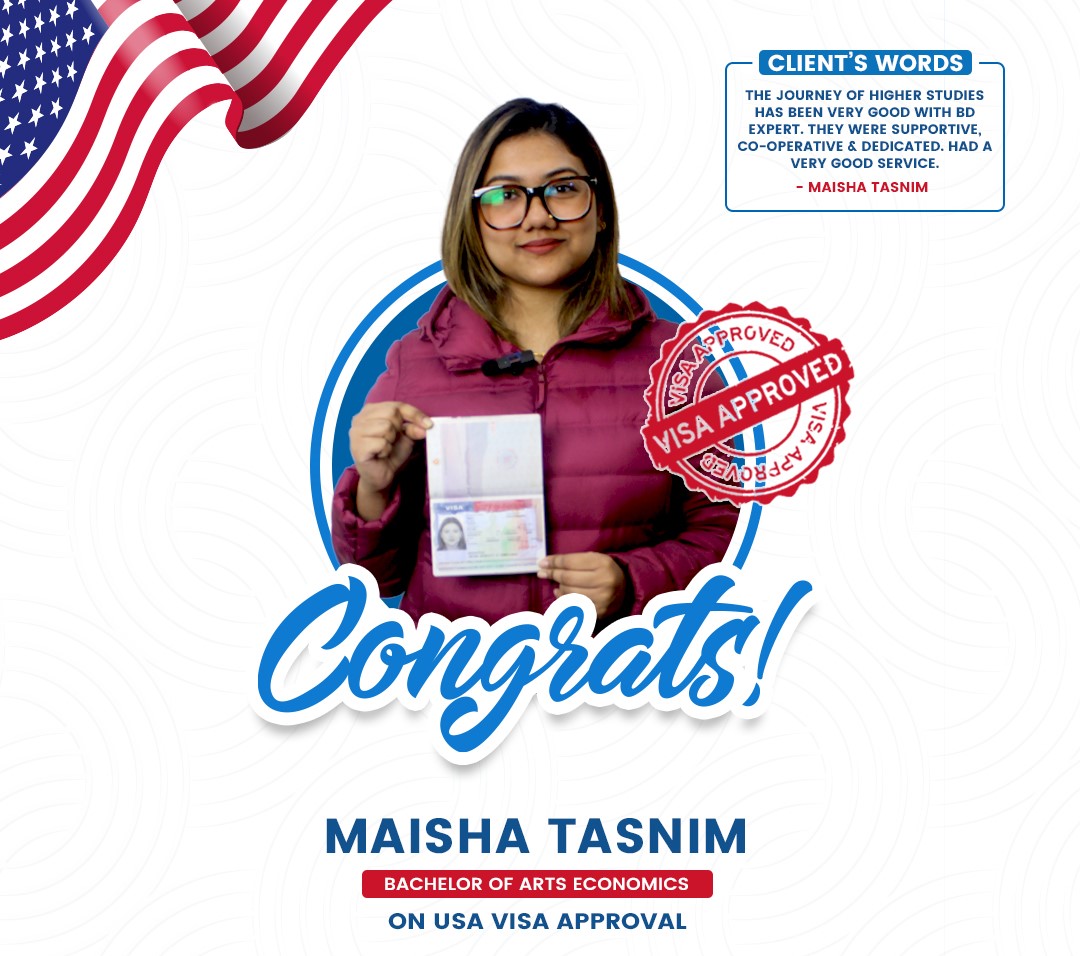 CLIENT'S WORDS
THE JOURNEY OF HIGHER STUDIES
HAS BEEN VERY GOOD WITH BD
EXPERT. THEY WERE SUPPORTIVE,
CO-OPERATIVE & DEDICATED. HAD A
VERY GOOD SERVICE.
- MAISHA TASNIM
VISA APPROVED
VISA APPROVED
VISA APPROVED
VISA
Congrats!
MAISHA TASNIM
BACHELOR OF ARTS ECONOMICS
ON USA VISA APPROVAL